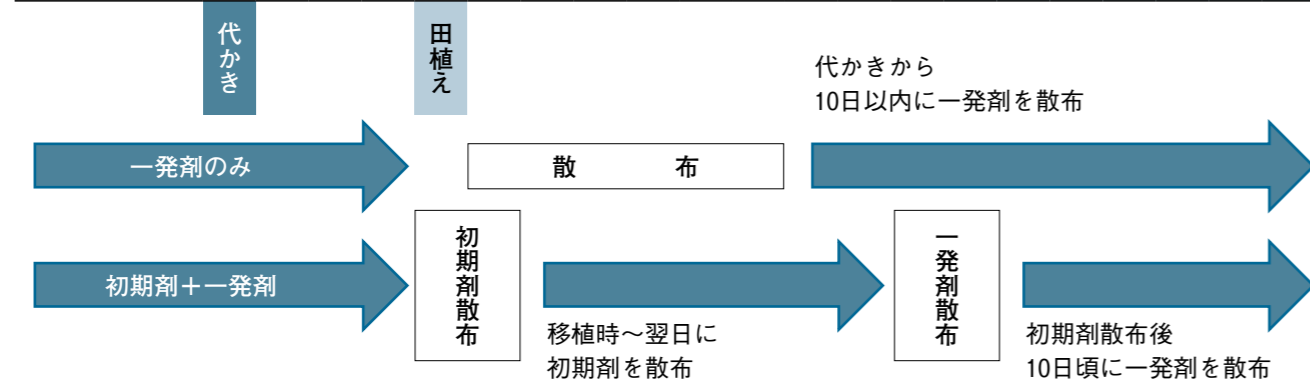 代かき
田植え
代かきから
10日以内に一発剤を散布
一発剤のみ
散布
初期剤散布
一発剤散布
初期剤＋一発剤
移植時～翌日に
初期剤を散布
初期剤散布後
10日頃に一発剤を散布